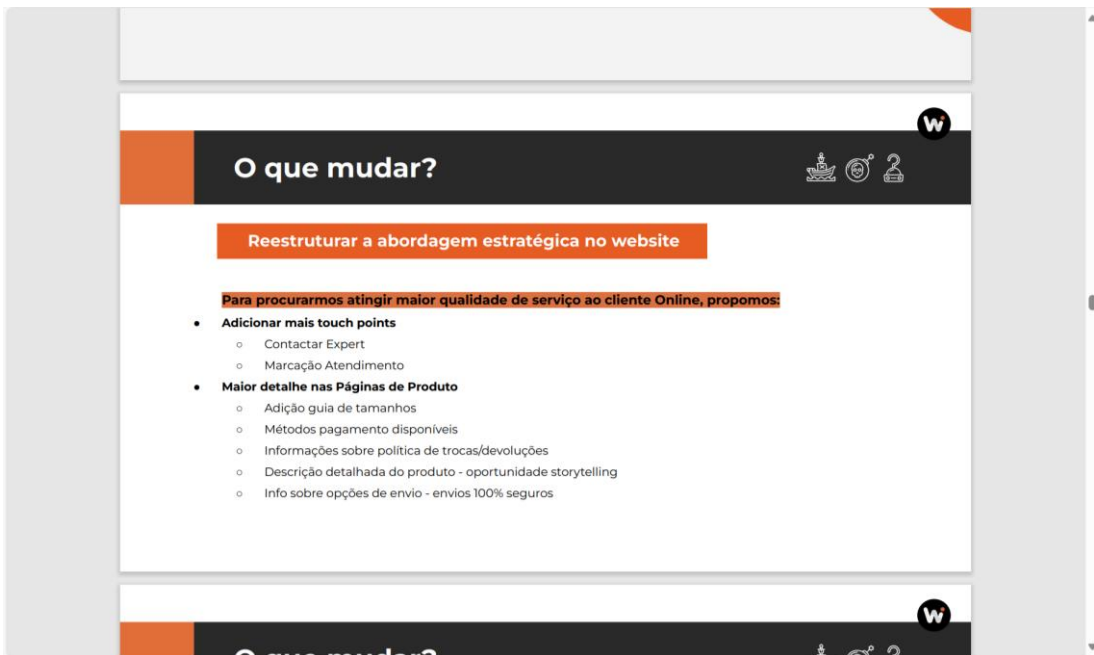 W
O que mudar?
Reestruturar a abordagem estratégica no website
Para procurarmos atingir maior qualidade de serviço ao cliente Online, propomos:
● Adicionar mais touch points
○ Contactar Expert
○ Marcação Atendimento
● Maior detalhe nas Páginas de Produto
○ Adição guia de tamanhos
○ Métodos pagamento disponíveis
○ Informações sobre política de trocas/devoluções
○ Descrição detalhada do produto - oportunidade storytelling
○ Info sobre opções de envio - envios 100% seguros
W
O que mudar?